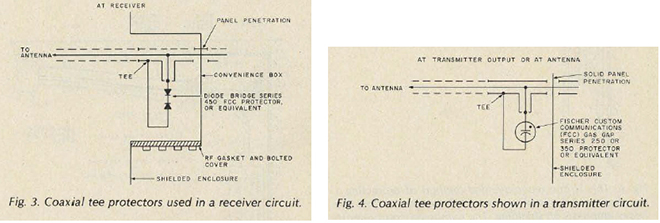 AT RECEIVER
PANEL PENETRATION
TO
ANTENNA
TEE
CONVENIENCE BOX
DIODE BRIDGE SERIES
450 FCC PROTECTOR,
OR EQUIVALENT
RF GASKET AND BOLTED
COVER
SHIELDED ENCLOSURE
Fig. 3. Coaxial tee protectors used in a receiver circuit.
AT TRANSMITTER OUTPUT OR AT ANTENNA
SOLID PANEL
PENETRATION
TO ANTENNA
TEE
FISCHER CUSTOM
COMMUNICATIONS
(FCC) GAS GAP
SERIES 250 OR
350 PROTECTOR
OR EQUIVALENT
SHIELDED
ENCLOSURE
Fig. 4. Coaxial tee protectors shown in a transmitter circuit.